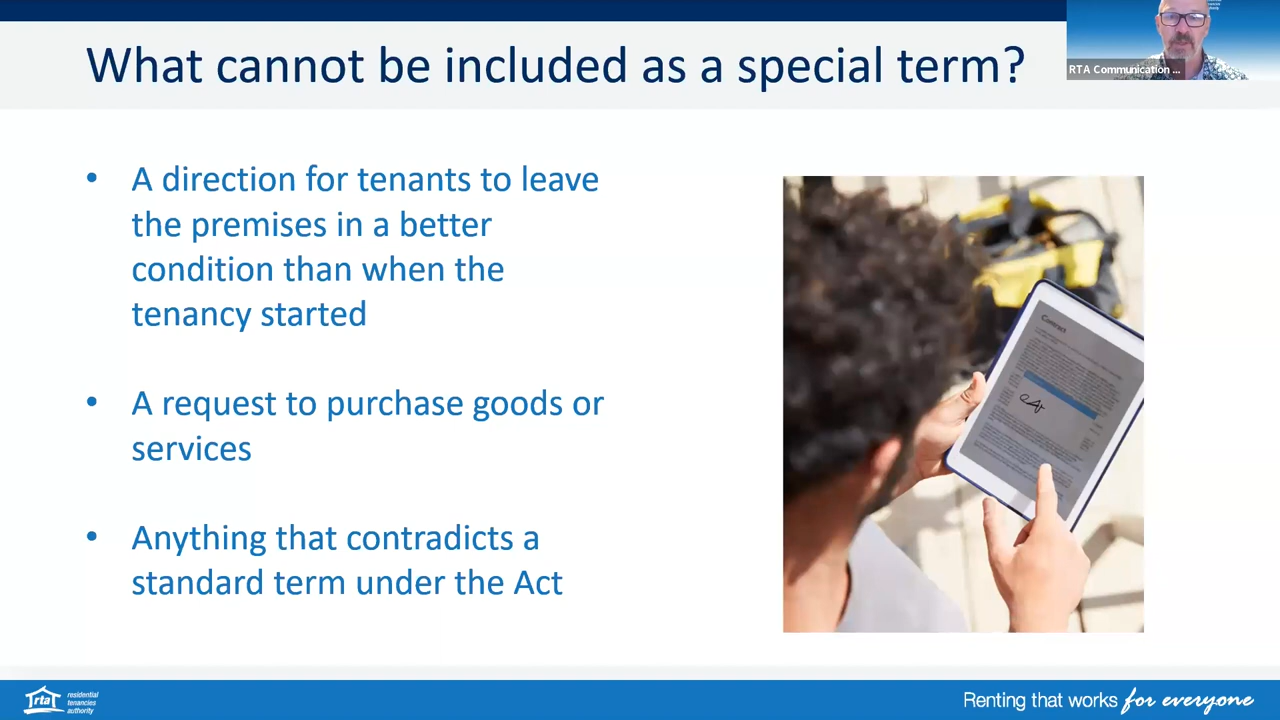 What cannot be included as a special term?
RTA Communication ...
• A direction for tenants to leave
the premises in a better
condition than when the
tenancy started
• A request to purchase goods or
services
• Anything that contradicts a
standard term under the Act
Contract
rta
residential
tenancies
authority
Renting that works for everyone